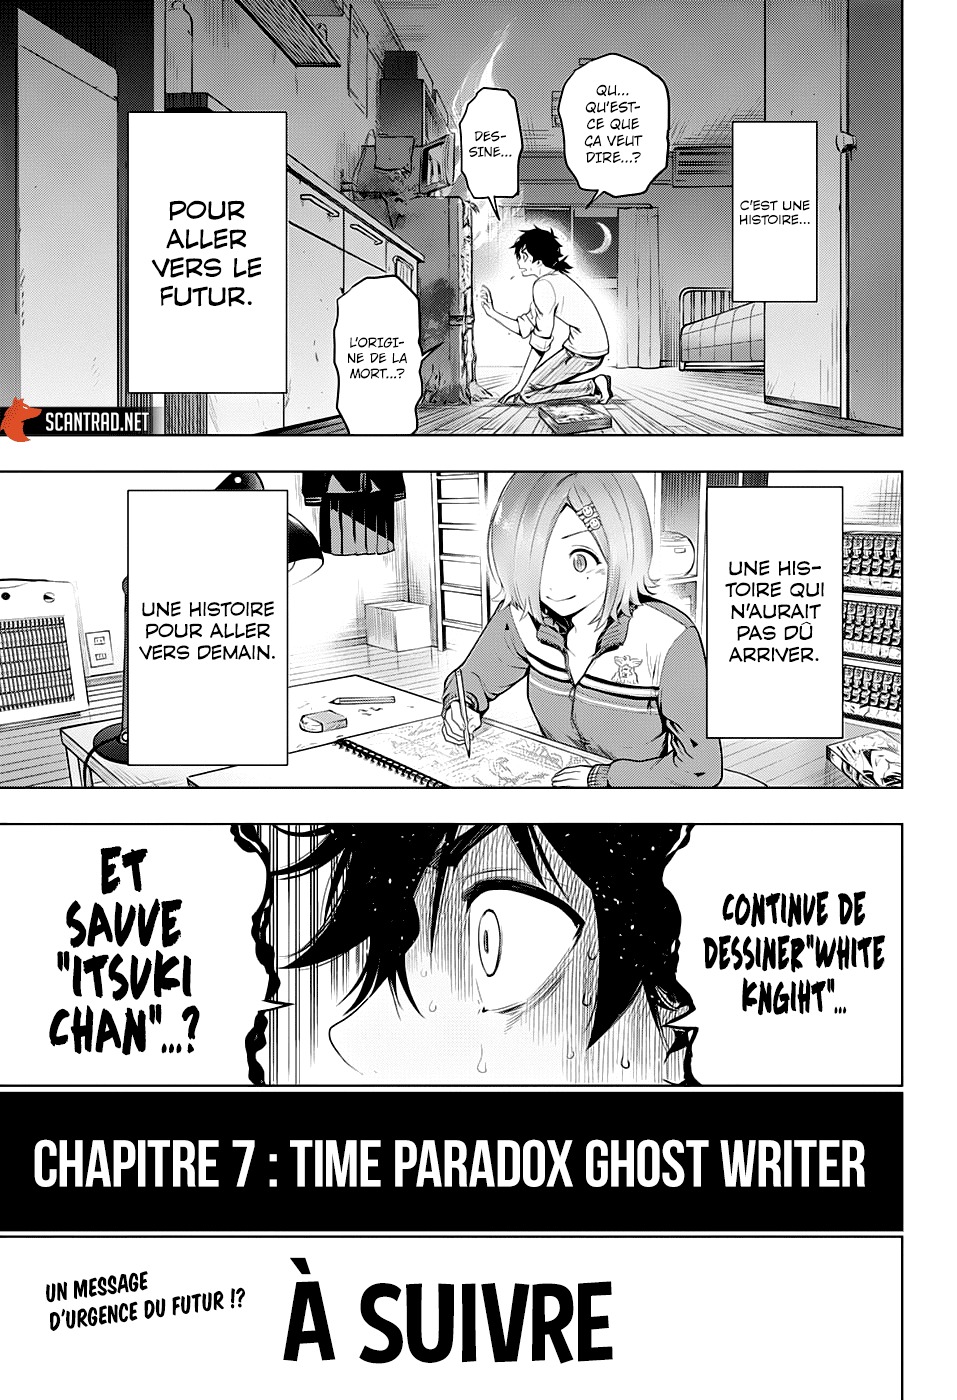 C'EST UNE
HISTOIRE...
QU...
QU'EST-
CE QUE
ÇA VEUT
DIRE...?
DES-
SINE...
L'ORIGI-
NE DE LA
MORT...?
POUR
ALLER
VERS LE
FUTUR.
SCANTRAD.NET
UNE HIS-
TOIRE QUI
N'AURAIT
PAS DÛ
ARRIVER.
UNE HISTOIRE
POUR ALLER
VERS DEMAIN.
CONTINUE DE
DESSINER"WHITE
KNGIHT"...
ET
SAUVE
"ITSUKI
CHAN"...?
CHAPITRE 7 : TIME PARADOX GHOST WRITER
UN MESSAGE
D'URGENCE DU FUTUR !?
À SUIVRE